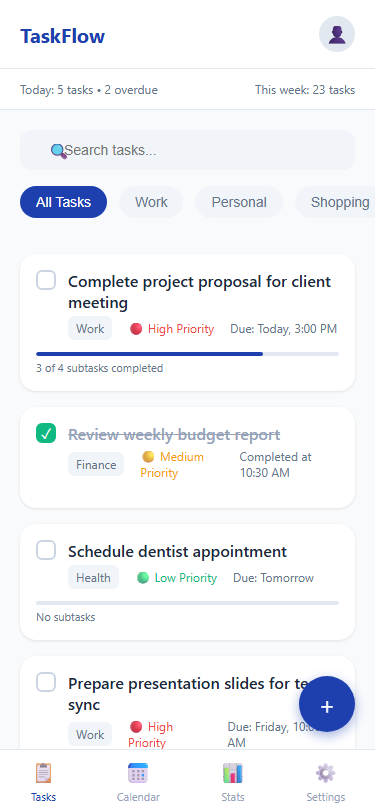 TaskFlow
Today: 5 tasks • 2 overdue
This week: 23 tasks
Search tasks...
All Tasks
Work
Personal
Shopping
Complete project proposal for client
meeting
Work
High Priority
Due: Today, 3:00 PM
3 of 4 subtasks completed
Review weekly budget report
Finance
Medium
Priority
Completed at
10:30 AM
Schedule dentist appointment
Health
Low Priority
Due: Tomorrow
No subtasks
Prepare presentation slides for
sync
Work
High
Priority
Due: Friday,
AM
+
Tasks
Calendar
Stats
Settings